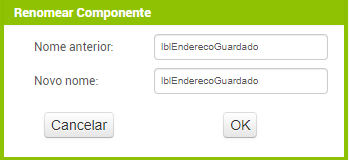 Renomear Componente
Nome anterior: lblEnderecoGuardado
Novo nome: lblEnderecoGuardado
Cancelar OK